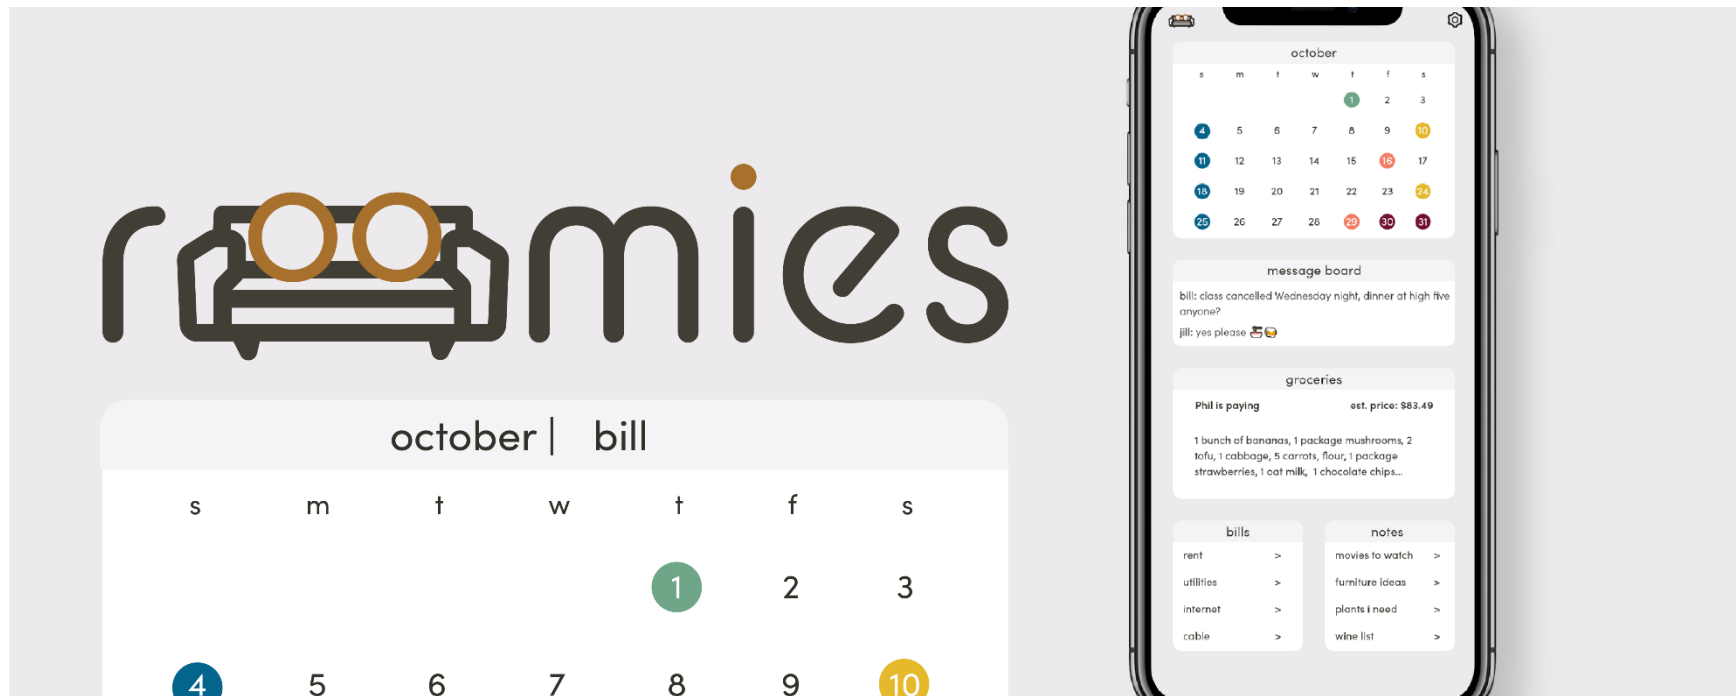 roomies
october | bill
s m t w t f s
1 2 3
4 5 6 7 8 9 10
october
s m t w t f s
1 2 3
4 5 6 7 8 9 10
11 12 13 14 15 16 17
18 19 20 21 22 23 24
25 26 27 28 29 30 31
message board
bill: class cancelled Wednesday night, dinner at high five
anyone?
jill: yes please 🍜🍻
groceries
Phil is paying est. price: $83.49
1 bunch of bananas, 1 package mushrooms, 2
tofu, 1 cabbage, 5 carrots, flour, 1 package
strawberries, 1 oat milk, 1 chocolate chips...
bills
rent >
utilities >
internet >
cable >
notes
movies to watch >
furniture ideas >
plants i need >
wine list >